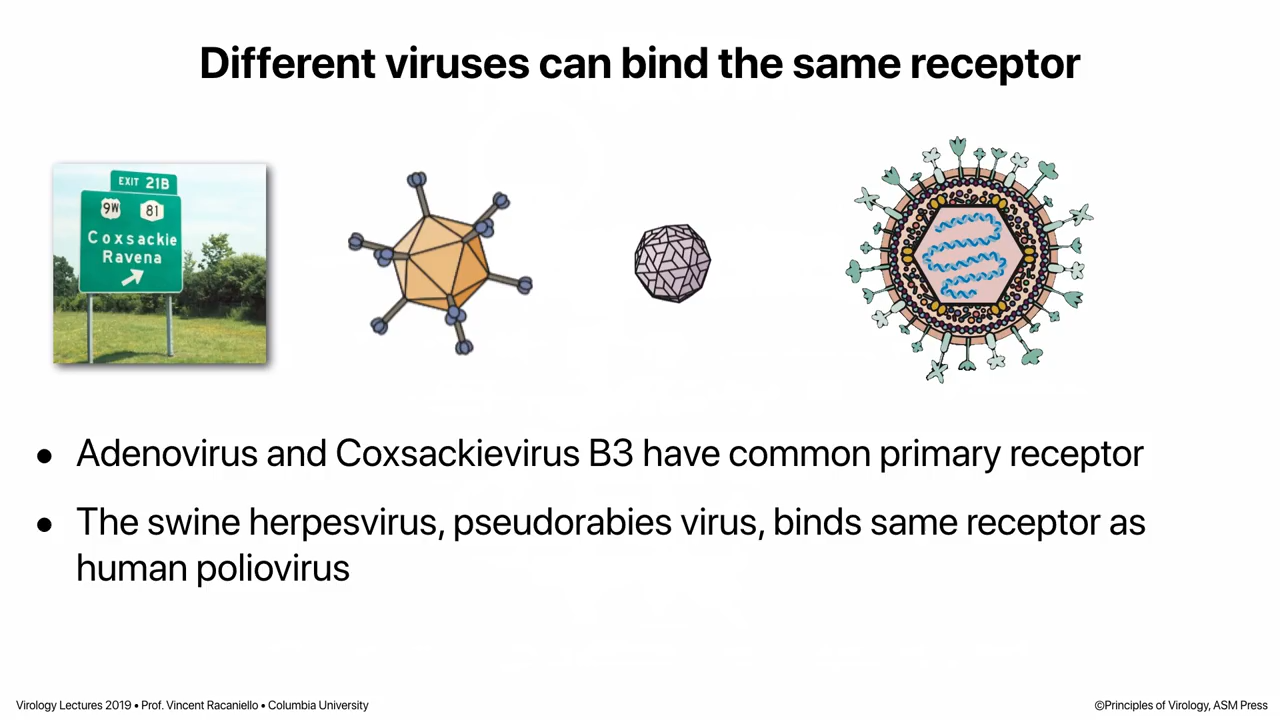 Different viruses can bind the same receptor
EXIT 21B
9W 81
Coxsackie
Ravena
• Adenovirus and Coxsackievirus B3 have common primary receptor
• The swine herpesvirus, pseudorabies virus, binds same receptor as
human poliovirus
Virology Lectures 2019 • Prof. Vincent Racaniello • Columbia University
©Principles of Virology, ASM Press